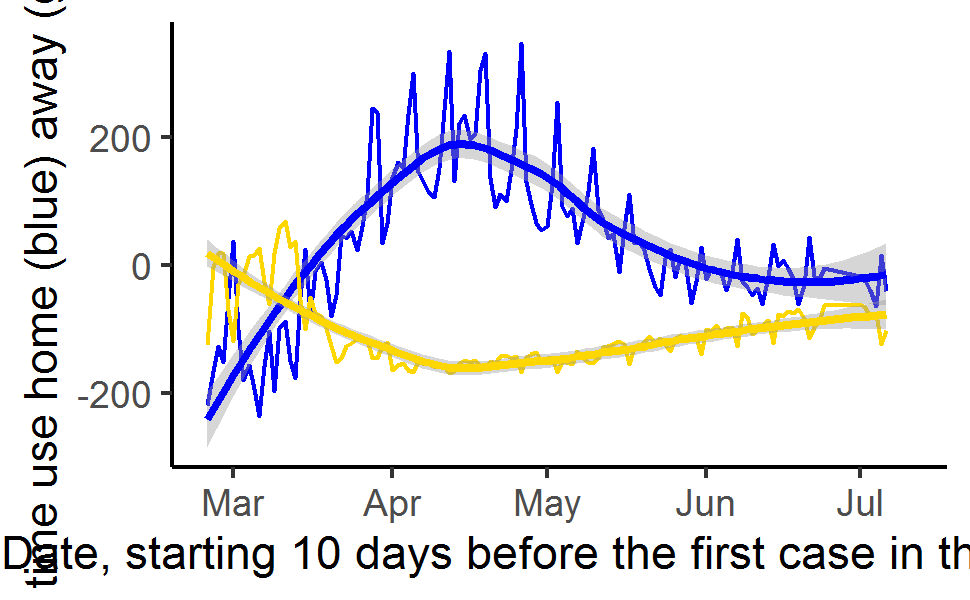 time use home (blue) away (
200
0
-200
Mar Apr May Jun Jul
Date, starting 10 days before the first case in th